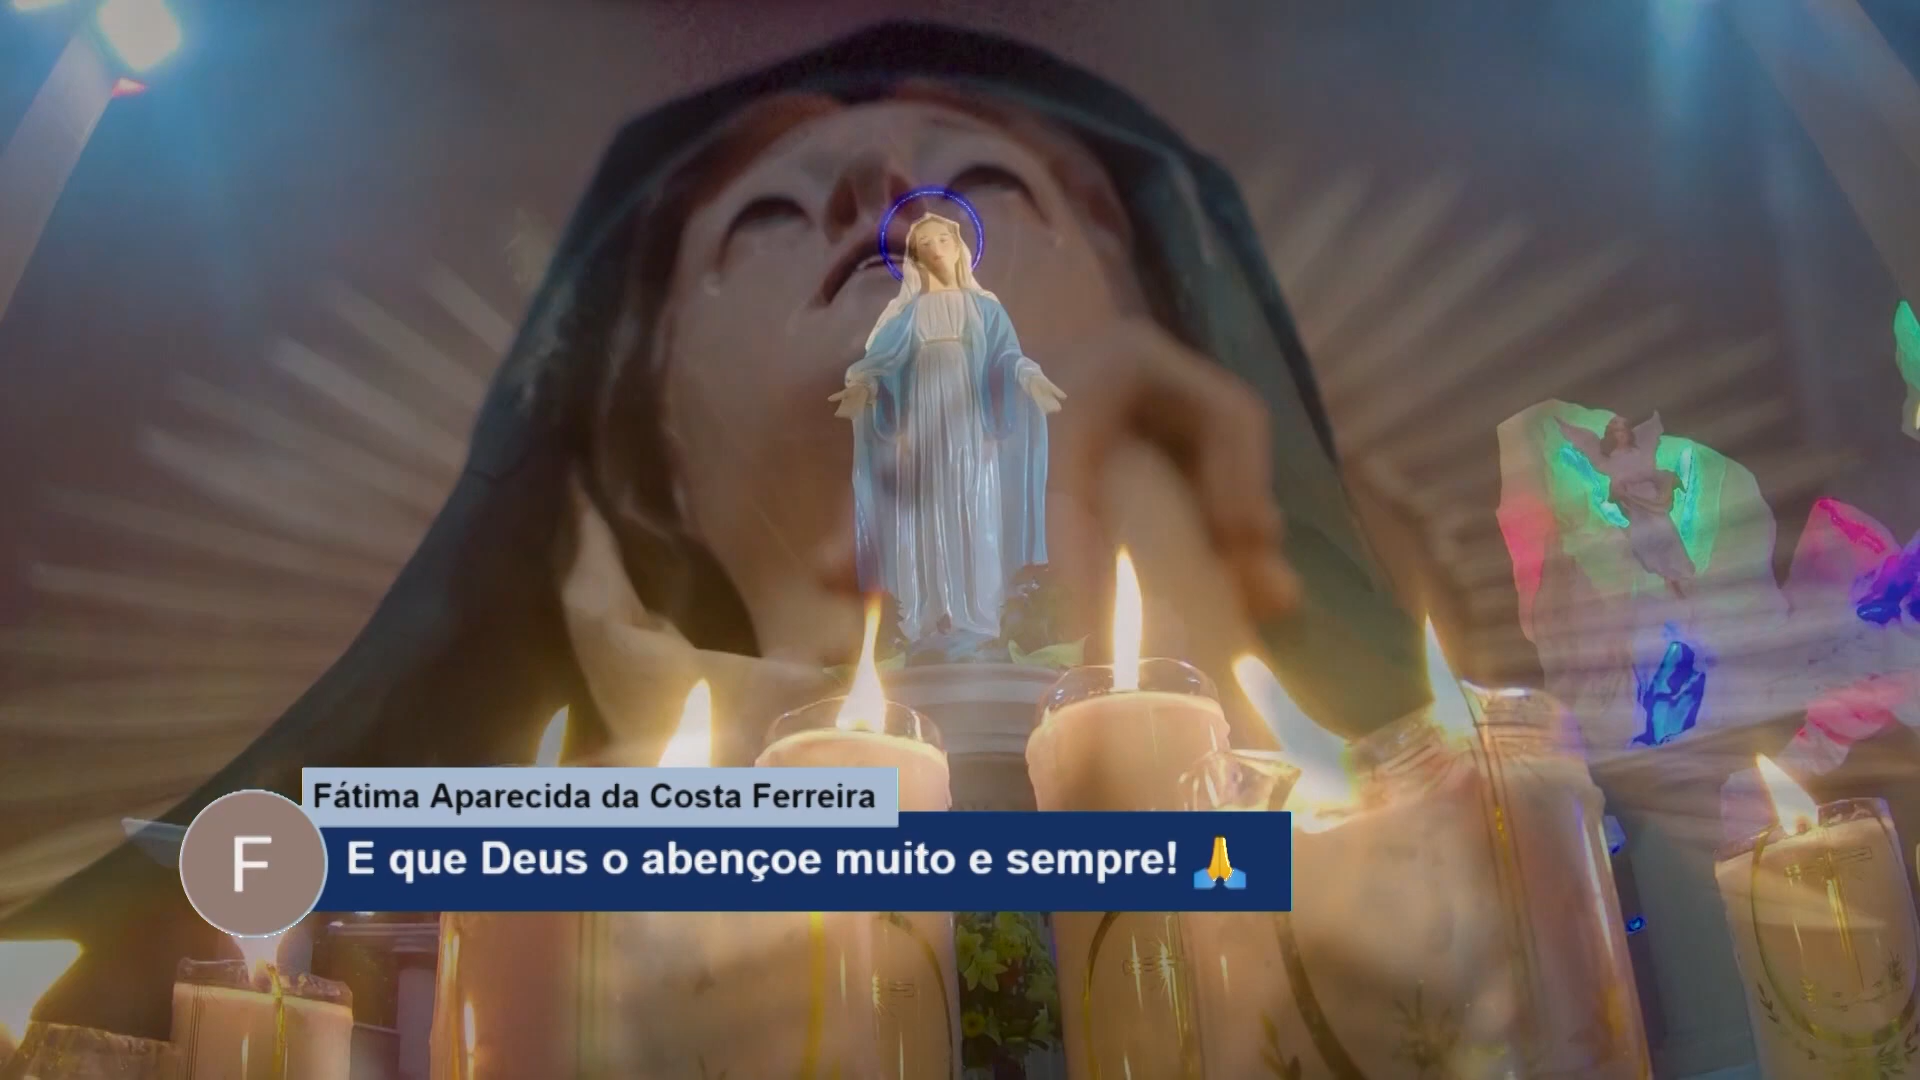 Fátima Aparecida da Costa Ferreira
F
E que Deus o abençoe muito e sempre! 🙏